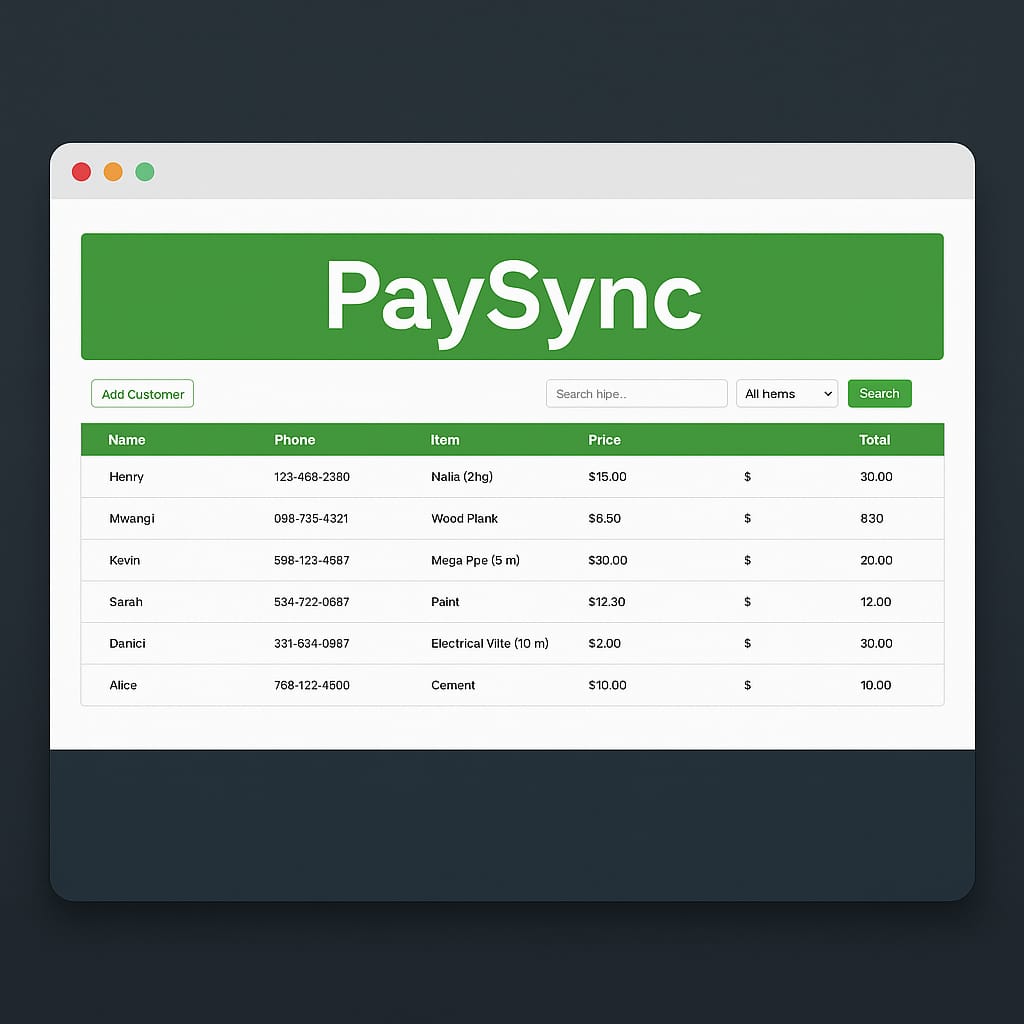 PaySync
Add Customer Search hipe.. All hems Search
Name Phone Item Price Total
Henry 123-468-2380 Nalia (2hg) $15.00 $ 30.00
Mwangi 098-735-4321 Wood Plank $6.50 $ 830
Kevin 598-123-4587 Mega Ppe (5 m) $30.00 $ 20.00
Sarah 534-722-0687 Paint $12.30 $ 12.00
Danici 331-634-0987 Electrical Vilte (10 m) $2.00 $ 30.00
Alice 768-122-4500 Cement $10.00 $ 10.00